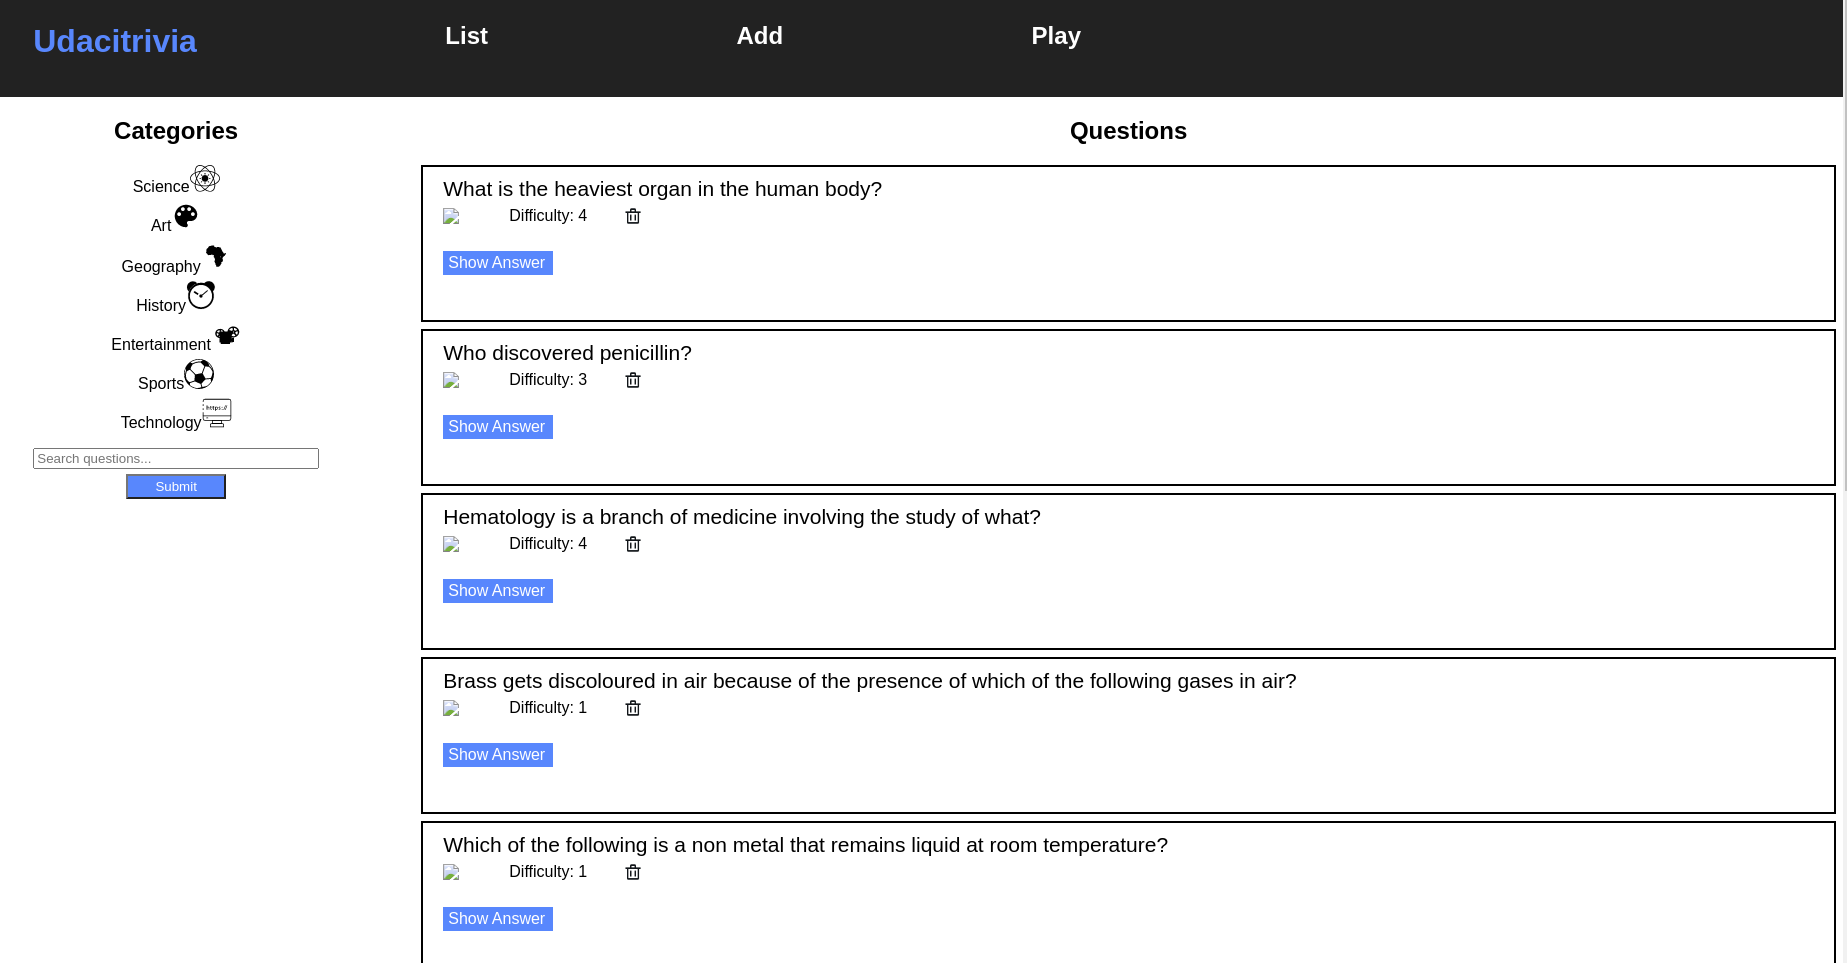 Udacitrivia
List
Add
Play
Categories
Science
Art
Geography
History
Entertainment
Sports
Technology
https://
Search questions...
Submit
Questions
What is the heaviest organ in the human body?
Difficulty: 4
Show Answer
Who discovered penicillin?
Difficulty: 3
Show Answer
Hematology is a branch of medicine involving the study of what?
Difficulty: 4
Show Answer
Brass gets discoloured in air because of the presence of which of the following gases in air?
Difficulty: 1
Show Answer
Which of the following is a non metal that remains liquid at room temperature?
Difficulty: 1
Show Answer